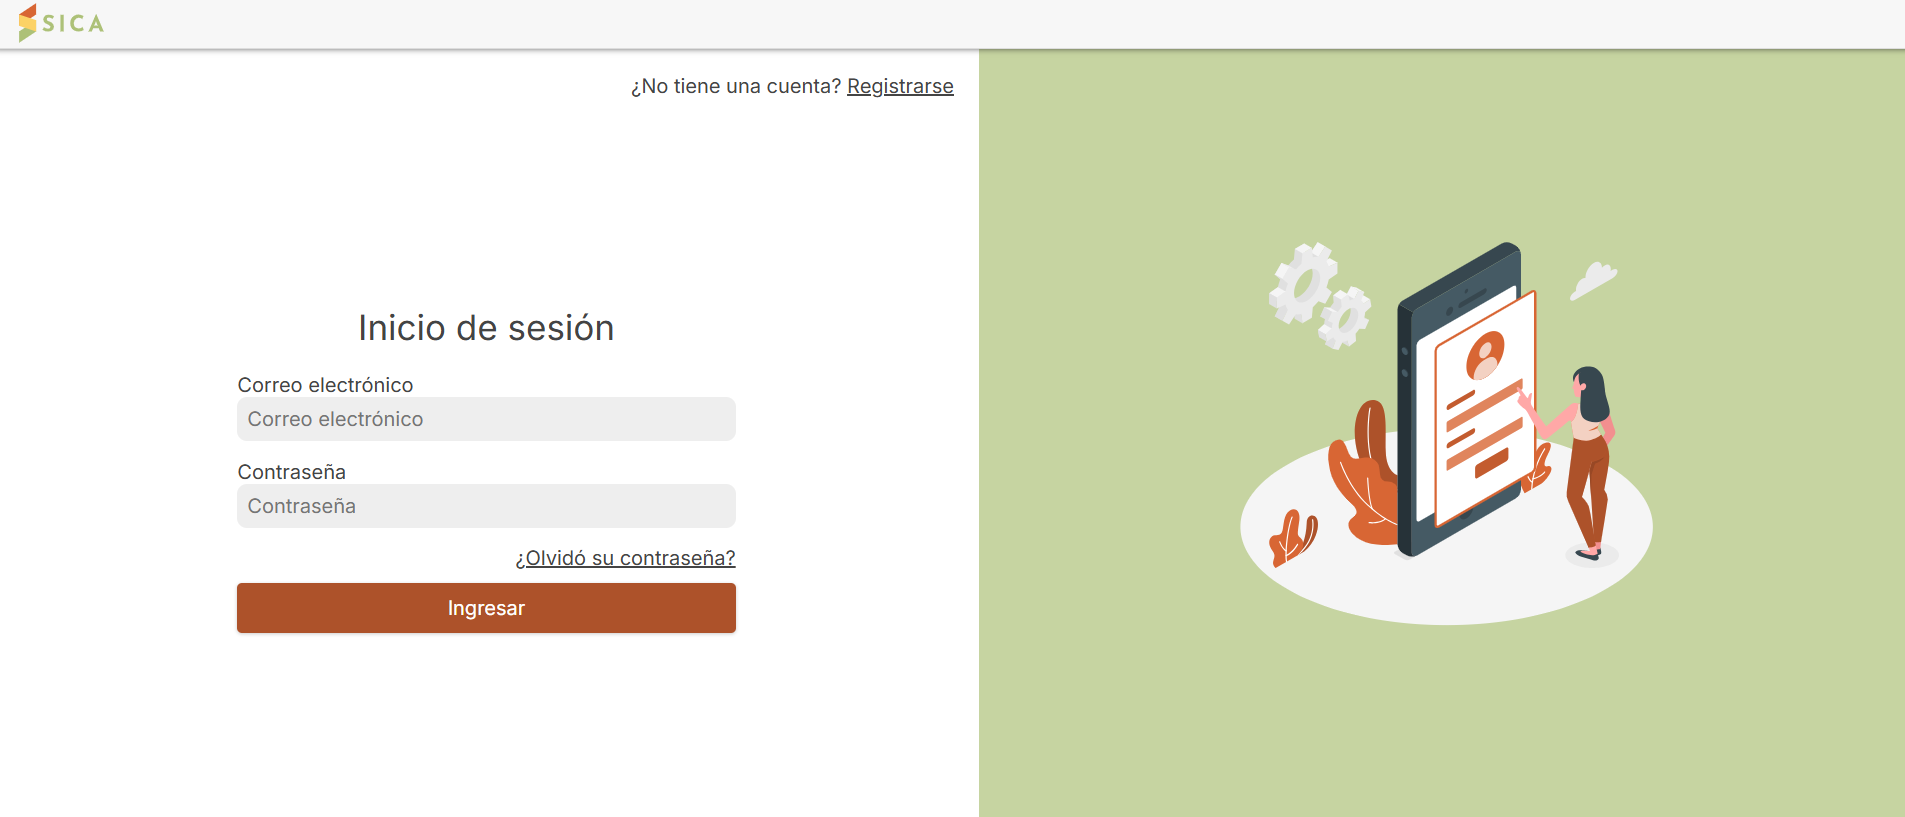 SICA
¿No tiene una cuenta? Registrarse
Inicio de sesión
Correo electrónico
Correo electrónico
Contraseña
Contraseña
¿Olvidó su contraseña?
Ingresar